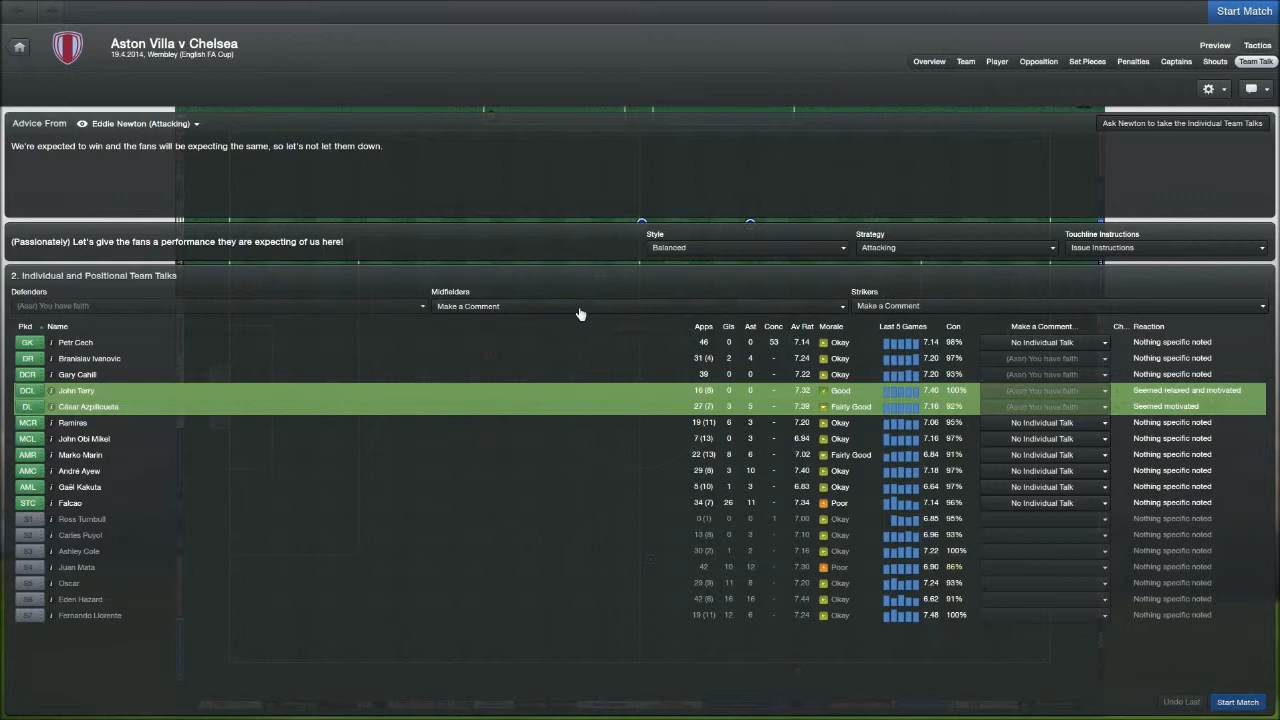 Start Match
Aston Villa v Chelsea
19.4.2014, Wembley (English FA Cup)
Preview Tactics
Overview Team Player Opposition Set Pieces Penalties Captains Shouts Team Talk
Advice From Eddie Newton (Attacking) Ask Newton to take the Individual Team Talks
We're expected to win and the fans will be expecting the same, so let's not let them down.
Style Strategy Touchline Instructions
(Passionately) Let's give the fans a performance they are expecting of us here! Balanced Attacking Issue Instructions
2. Individual and Positional Team Talks
Defenders Midfielders Strikers
(Assr) You have faith Make a Comment Make a Comment
Pkd Name Apps Gls Ast Conc Av Rat Morale Last 5 Games Con Make a Comment... Ch... Reaction
GK i Petr Cech 46 0 0 53 7.14 Okay 7.14 98% No Individual Talk Nothing specific noted
DR i Branislav Ivanovic 31 (4) 2 4 - 7.22 Okay 7.20 97% (Assr) You have faith Nothing specific noted
DCR i Gary Cahill 39 0 0 - 7.24 Okay 7.20 93% (Assr) You have faith Nothing specific noted
DCL i John Terry 16 (8) 0 0 - 7.32 Good 7.40 100% (Assr) You have faith Seemed relaxed and motivated
DL i César Azpilicueta 27 (7) 3 5 - 7.39 Fairly Good 7.16 92% (Assr) You have faith Seemed motivated
MCR i Ramires 19 (11) 6 3 - 7.20 Okay 7.06 95% No Individual Talk Nothing specific noted
MCL i John Obi Mikel 7 (13) 0 3 - 6.94 Okay 7.16 97% No Individual Talk Nothing specific noted
AMR i Marko Marin 22 (13) 8 6 - 7.02 Fairly Good 6.84 91% No Individual Talk Nothing specific noted
AMC i André Ayew 29 (8) 3 10 - 7.40 Okay 7.18 97% No Individual Talk Nothing specific noted
AML i Gaël Kakuta 5 (10) 1 3 - 6.83 Okay 6.64 97% No Individual Talk Nothing specific noted
STC i Falcao 34 (7) 26 11 - 7.34 Poor 7.14 96% No Individual Talk Nothing specific noted
S1 i Ross Turnbull 0 (1) 0 0 1 7.00 Okay 6.85 95% Nothing specific noted
S2 i Carles Puyol 13 (8) 0 3 - 7.10 Okay 6.96 93% Nothing specific noted
S3 i Ashley Cole 30 (2) 1 2 - 7.16 Okay 7.22 100% Nothing specific noted
S4 i Juan Mata 42 10 12 - 7.30 Poor 6.90 86% Nothing specific noted
S5 i Oscar 29 (9) 11 8 - 7.20 Okay 7.24 93% Nothing specific noted
S6 i Eden Hazard 42 (6) 16 16 - 7.44 Okay 6.62 91% Nothing specific noted
S7 i Fernando Llorente 19 (11) 12 6 - 7.24 Okay 7.48 100% Nothing specific noted
Undo Last Start Match